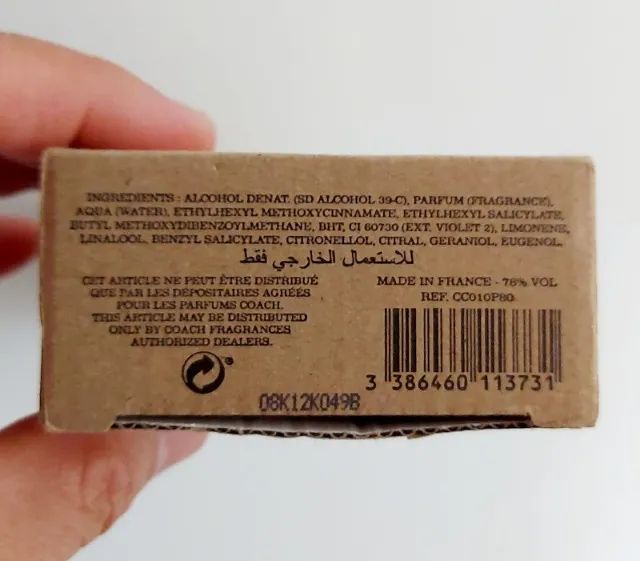 INGREDIENTS : ALCOHOL DENAT. (SD ALCOHOL 39-C), PARFUM (FRAGRANCE),
AQUA (WATER), ETHYLHEXYL METHOXYCINNAMATE, ETHYLHEXYL SALICYLATE,
BUTYL METHOXYDIBENZOYLMETHANE, BHT, CI 60730 (EXT. VIOLET 2), LIMONENE,
LINALOOL, BENZYL SALICYLATE, CITRONELLOL, CITRAL, GERANIOL, EUGENOL.
للاستعمال الخارجي فقط
CET ARTICLE NE PEUT ÊTRE DISTRIBUÉ
QUE PAR LES DÉPOSITAIRES AGRÉÉS
POUR LES PARFUMS COACH.
THIS ARTICLE MAY BE DISTRIBUTED
ONLY BY COACH FRAGRANCES
AUTHORIZED DEALERS.
MADE IN FRANCE - 78% VOL
REF. CC010P80
3 386460 113731
08K12K049B